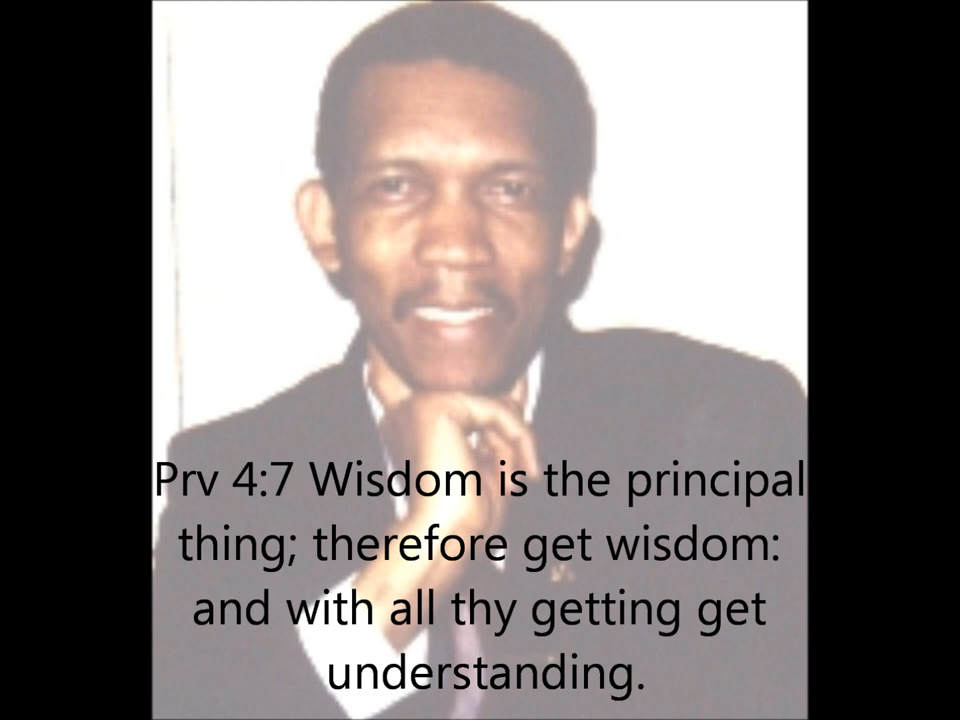 Prv 4:7 Wisdom is the principal
thing; therefore get wisdom:
and with all thy getting get
understanding.